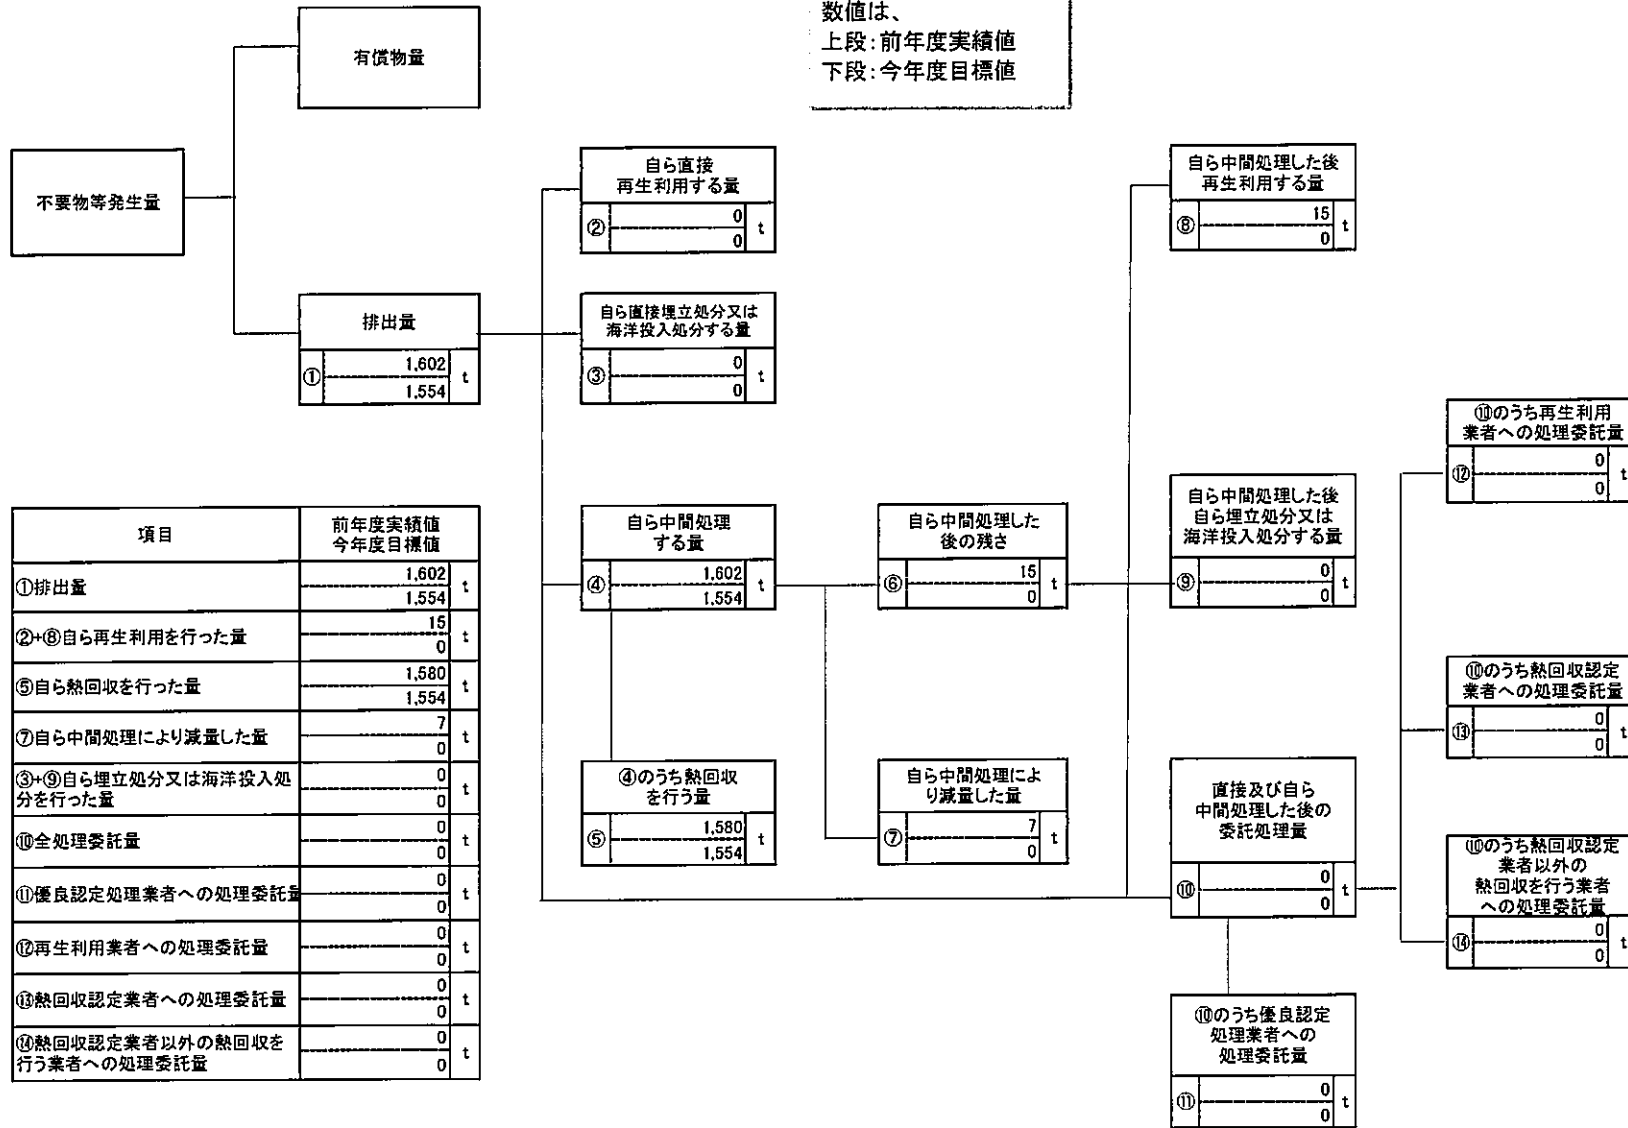 数値は、
上段:前年度実績値
下段:今年度目標値
有償物量
不要物等発生量
排出量
① 1,602 t
1,554
自ら直接
再生利用する量
② 0 t
0
自ら直接埋立処分又は
海洋投入処分する量
③ 0 t
0
自ら中間処理
する量
④ 1,602 t
1,554
④のうち熱回収
を行う量
⑤ 1,580 t
1,554
自ら中間処理した
後の残さ
⑥ 15 t
0
自ら中間処理によ
り減量した量
⑦ 7 t
0
自ら中間処理した後
再生利用する量
⑧ 15 t
0
自ら中間処理した後
自ら埋立処分又は
海洋投入処分する量
⑨ 0 t
0
直接及び自ら
中間処理した後の
委託処理量
⑩ 0 t
0
⑩のうち優良認定
処理業者への
処理委託量
⑪ 0 t
0
⑩のうち再生利用
業者への処理委託量
⑫ 0 t
0
⑩のうち熱回収認定
業者への処理委託量
⑬ 0 t
0
⑩のうち熱回収認定
業者以外の
熱回収を行う業者
への処理委託量
⑭ 0 t
0
項目 前年度実績値
今年度目標値
①排出量 1,602 t
1,554
②+⑧自ら再生利用を行った量 15 t
0
⑤自ら熱回収を行った量 1,580 t
1,554
⑦自ら中間処理により減量した量 7 t
0
③+⑨自ら埋立処分又は海洋投入処 0 t
分を行った量 0
⑩全処理委託量 0 t
0
⑪優良認定処理業者への処理委託量 0 t
0
⑫再生利用業者への処理委託量 0 t
0
⑬熱回収認定業者への処理委託量 0 t
0
⑭熱回収認定業者以外の熱回収を 0 t
行う業者への処理委託量 0